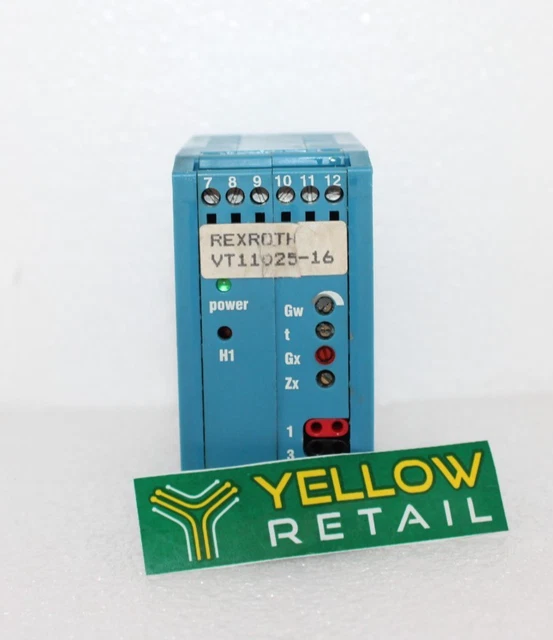 7 8 9 10 11 12
REXROTH
VT11025-16
power
H1
Gw
t
Gx
Zx
1
3
YELLOW
RETAIL